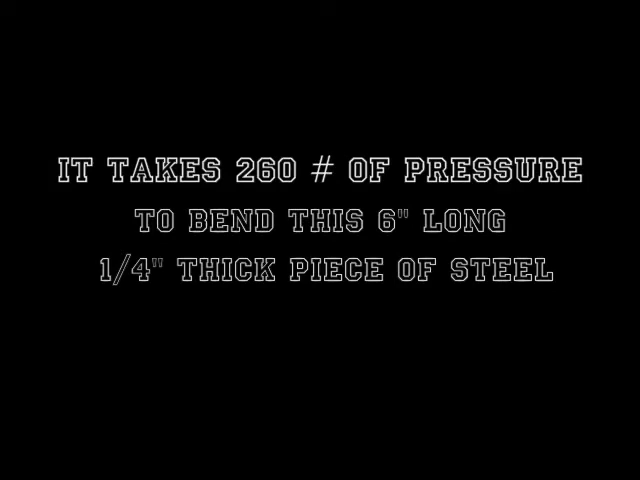 IT TAKES 260 # OF PRESSURE
TO BEND THIS 6" LONG
1/4" THICK PIECE OF STEEL